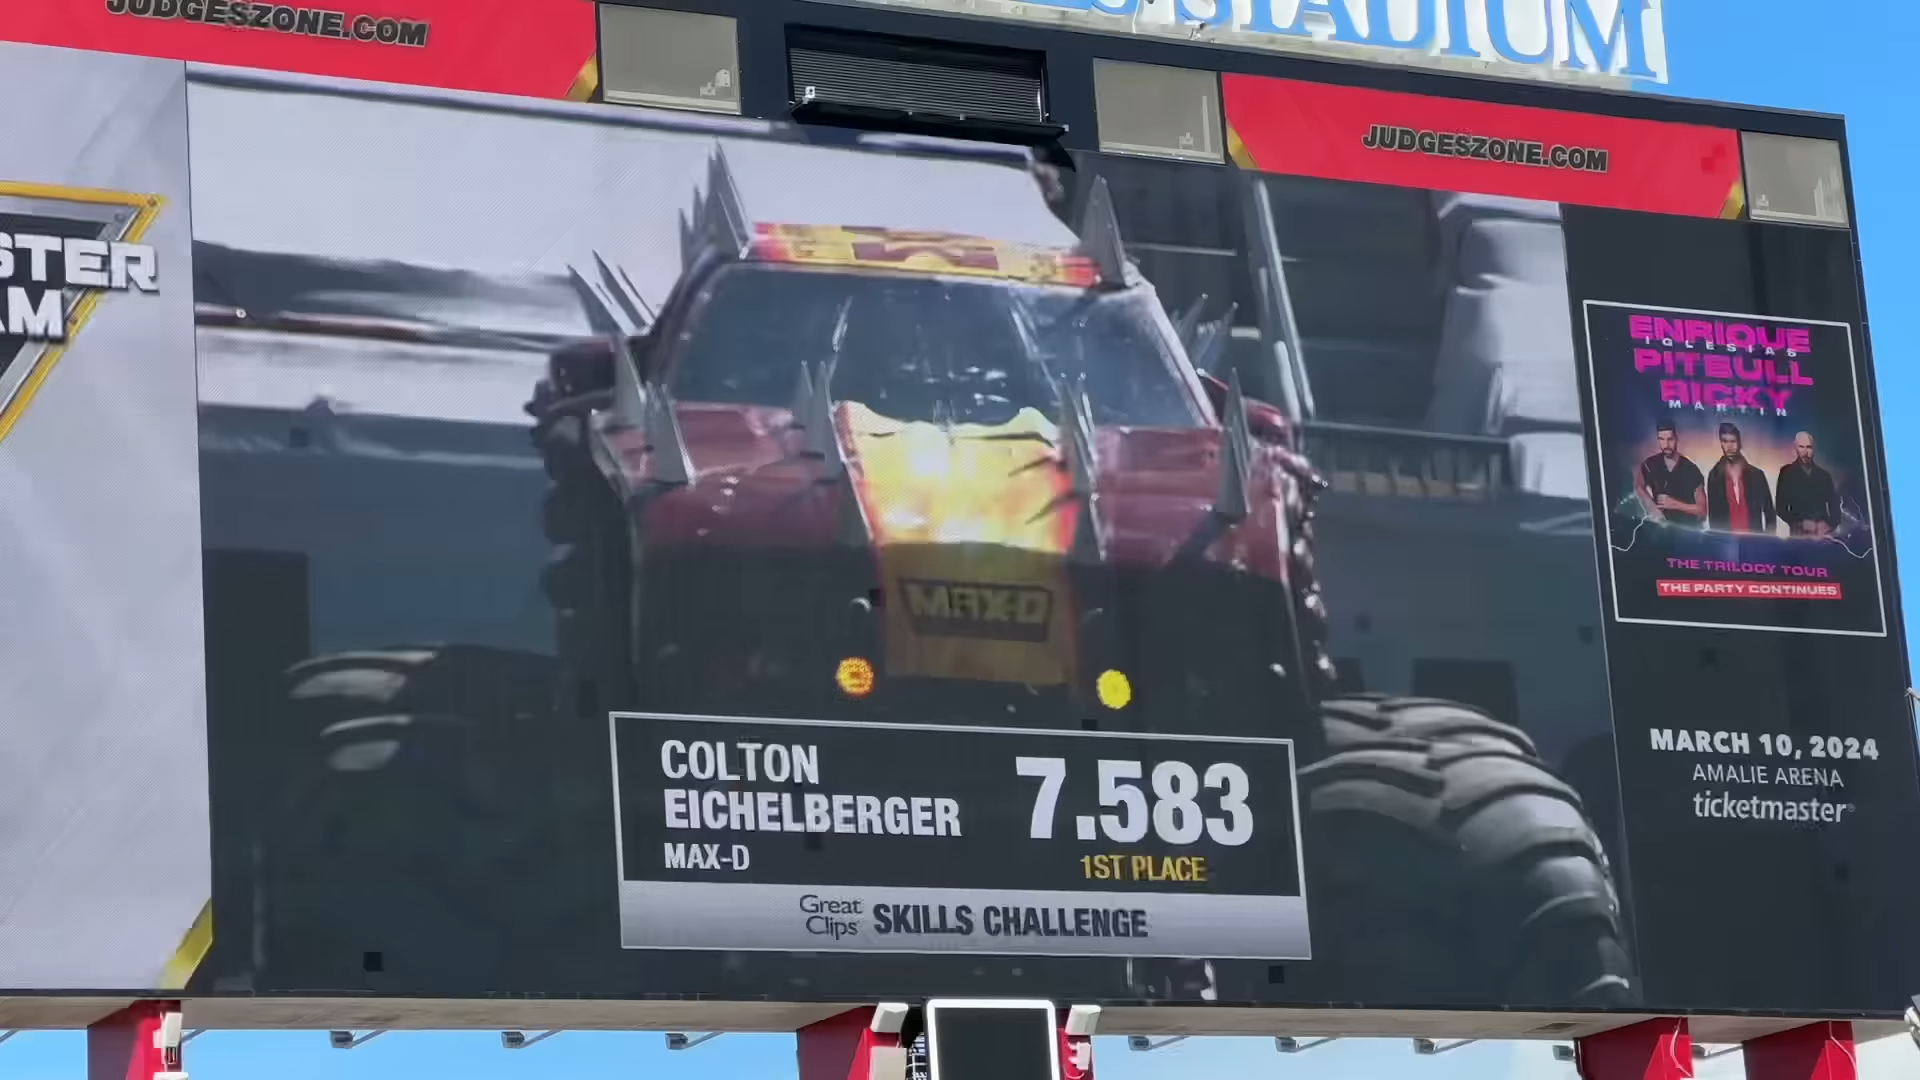 STADIUM
JUDGESZONE.COM
JUDGESZONE.COM
STER
AM
ENRIQUE
IGLESIAS
PITBULL
RICKY
MARTIN
THE TRILOGY TOUR
THE PARTY CONTINUES
MARCH 10, 2024
AMALIE ARENA
ticketmaster
MAX-D
COLTON
EICHELBERGER
MAX-D
7.583
1ST PLACE
Great
Clips
SKILLS CHALLENGE